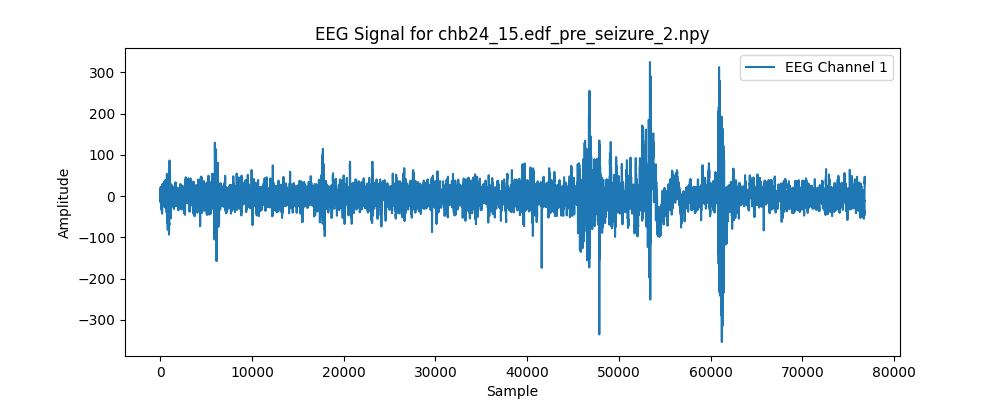 EEG Signal for chb24_15.edf_pre_seizure_2.npy
EEG Channel 1
300
200
100
0
−100
−200
−300
Amplitude
0 10000 20000 30000 40000 50000 60000 70000 80000
Sample